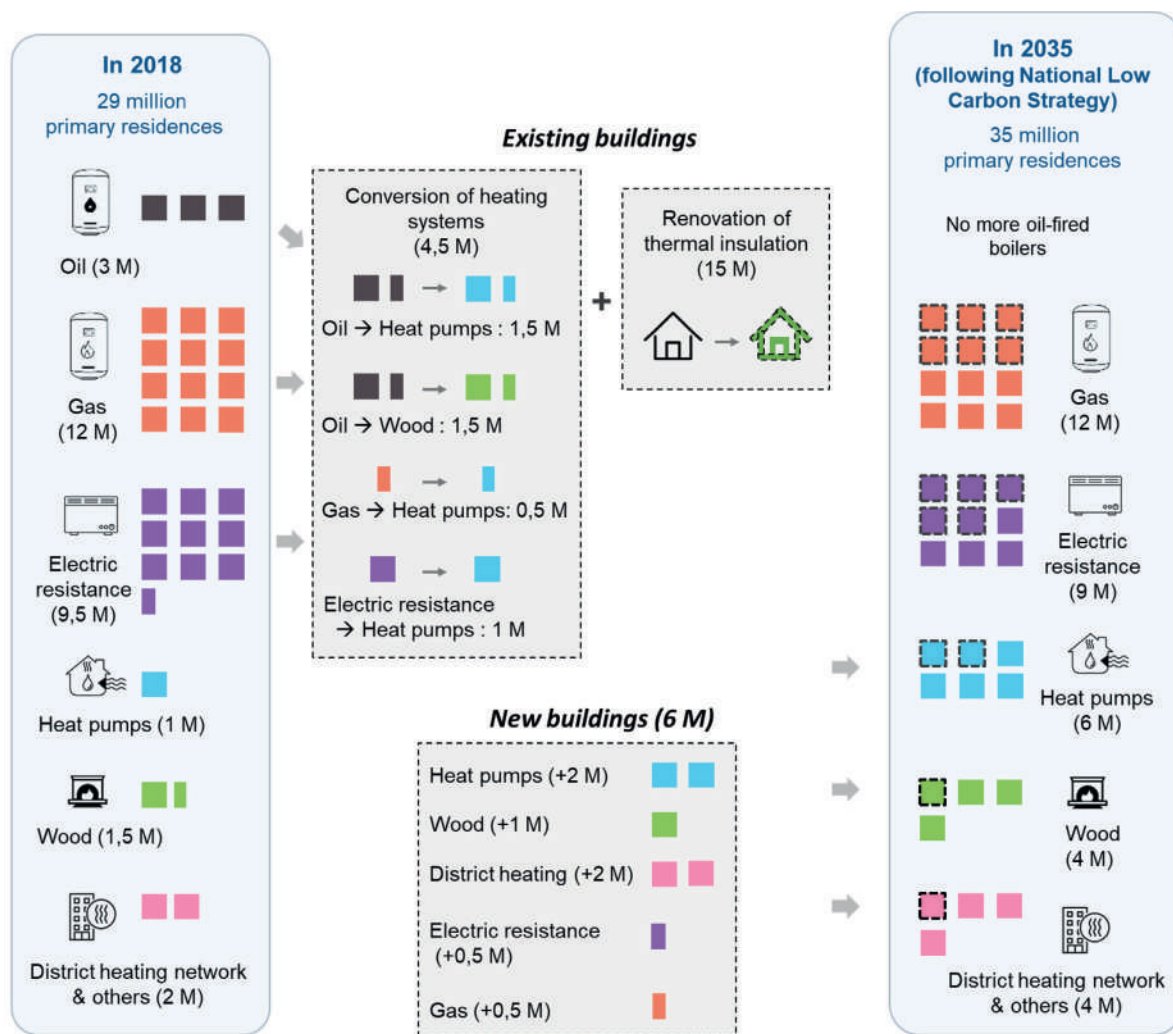 In 2018
29 million
primary residences
Oil (3 M)
Gas
(12 M)
Electric
resistance
(9,5 M)
Heat pumps (1 M)
Wood (1,5 M)
District heating network
& others (2 M)
Existing buildings
Conversion of heating
systems
(4,5 M)
Oil → Heat pumps : 1,5 M
Oil → Wood : 1,5 M
Gas → Heat pumps: 0,5 M
Electric resistance
→ Heat pumps : 1 M
+
Renovation of
thermal insulation
(15 M)
New buildings (6 M)
Heat pumps (+2 M)
Wood (+1 M)
District heating (+2 M)
Electric resistance
(+0,5 M)
Gas (+0,5 M)
In 2035
(following National Low
Carbon Strategy)
35 million
primary residences
No more oil-fired
boilers
Gas
(12 M)
Electric
resistance
(9 M)
Heat pumps
(6 M)
Wood
(4 M)
District heating network
& others (4 M)